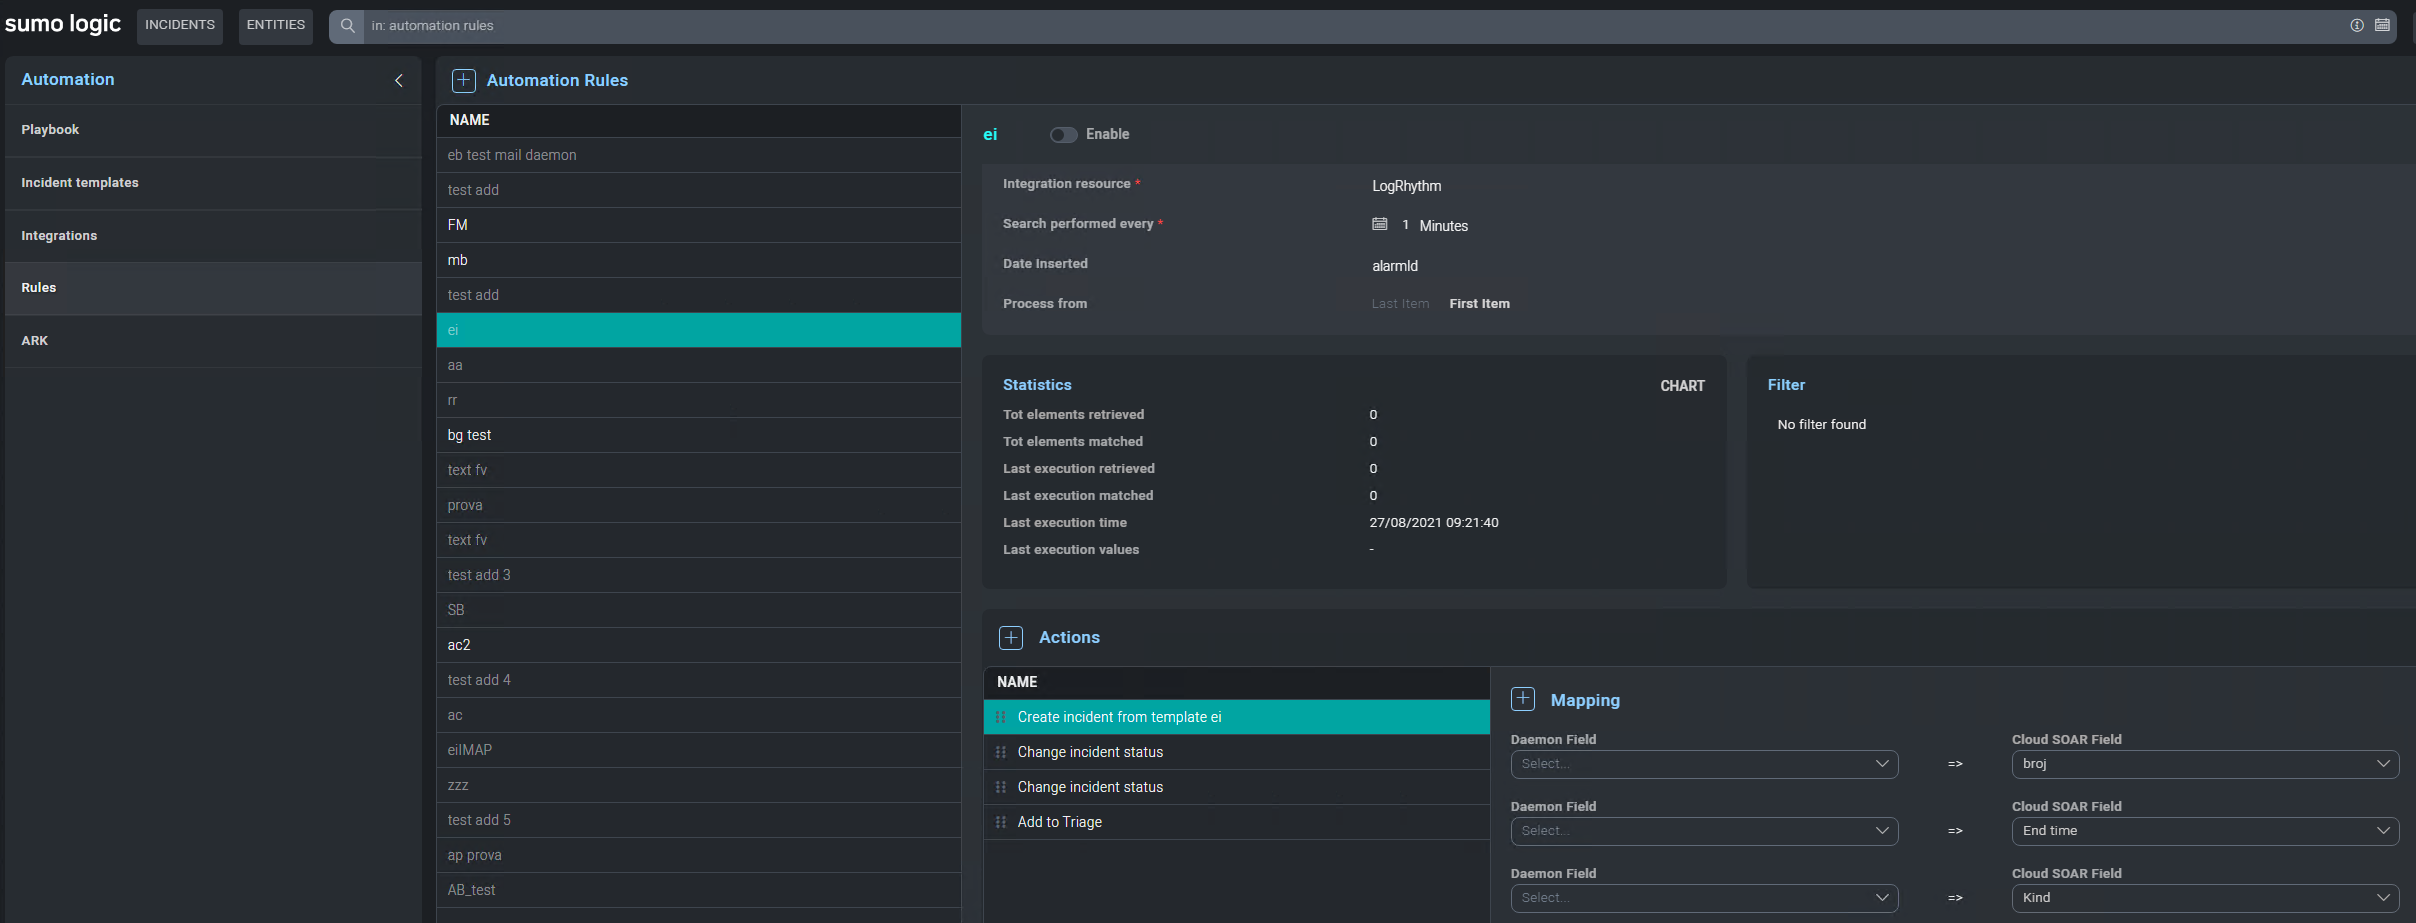 sumo logic INCIDENTS ENTITIES in: automation rules
Automation
Playbook
Incident templates
Integrations
Rules
ARK
Automation Rules
NAME
eb test mail daemon
test add
FM
mb
test add
ei
aa
rr
bg test
text fv
prova
text fv
test add 3
SB
ac2
test add 4
ac
eiIMAP
zzz
test add 5
ap prova
AB_test
ei Enable
Integration resource * LogRhythm
Search performed every * 1 Minutes
Date Inserted alarmId
Process from Last Item First Item
Statistics CHART
Tot elements retrieved 0
Tot elements matched 0
Last execution retrieved 0
Last execution matched 0
Last execution time 27/08/2021 09:21:40
Last execution values -
Filter
No filter found
Actions
NAME
Create incident from template ei
Change incident status
Change incident status
Add to Triage
Mapping
Daemon Field Cloud SOAR Field
Select... => broj
Daemon Field Cloud SOAR Field
Select... => End time
Daemon Field Cloud SOAR Field
Select... => Kind